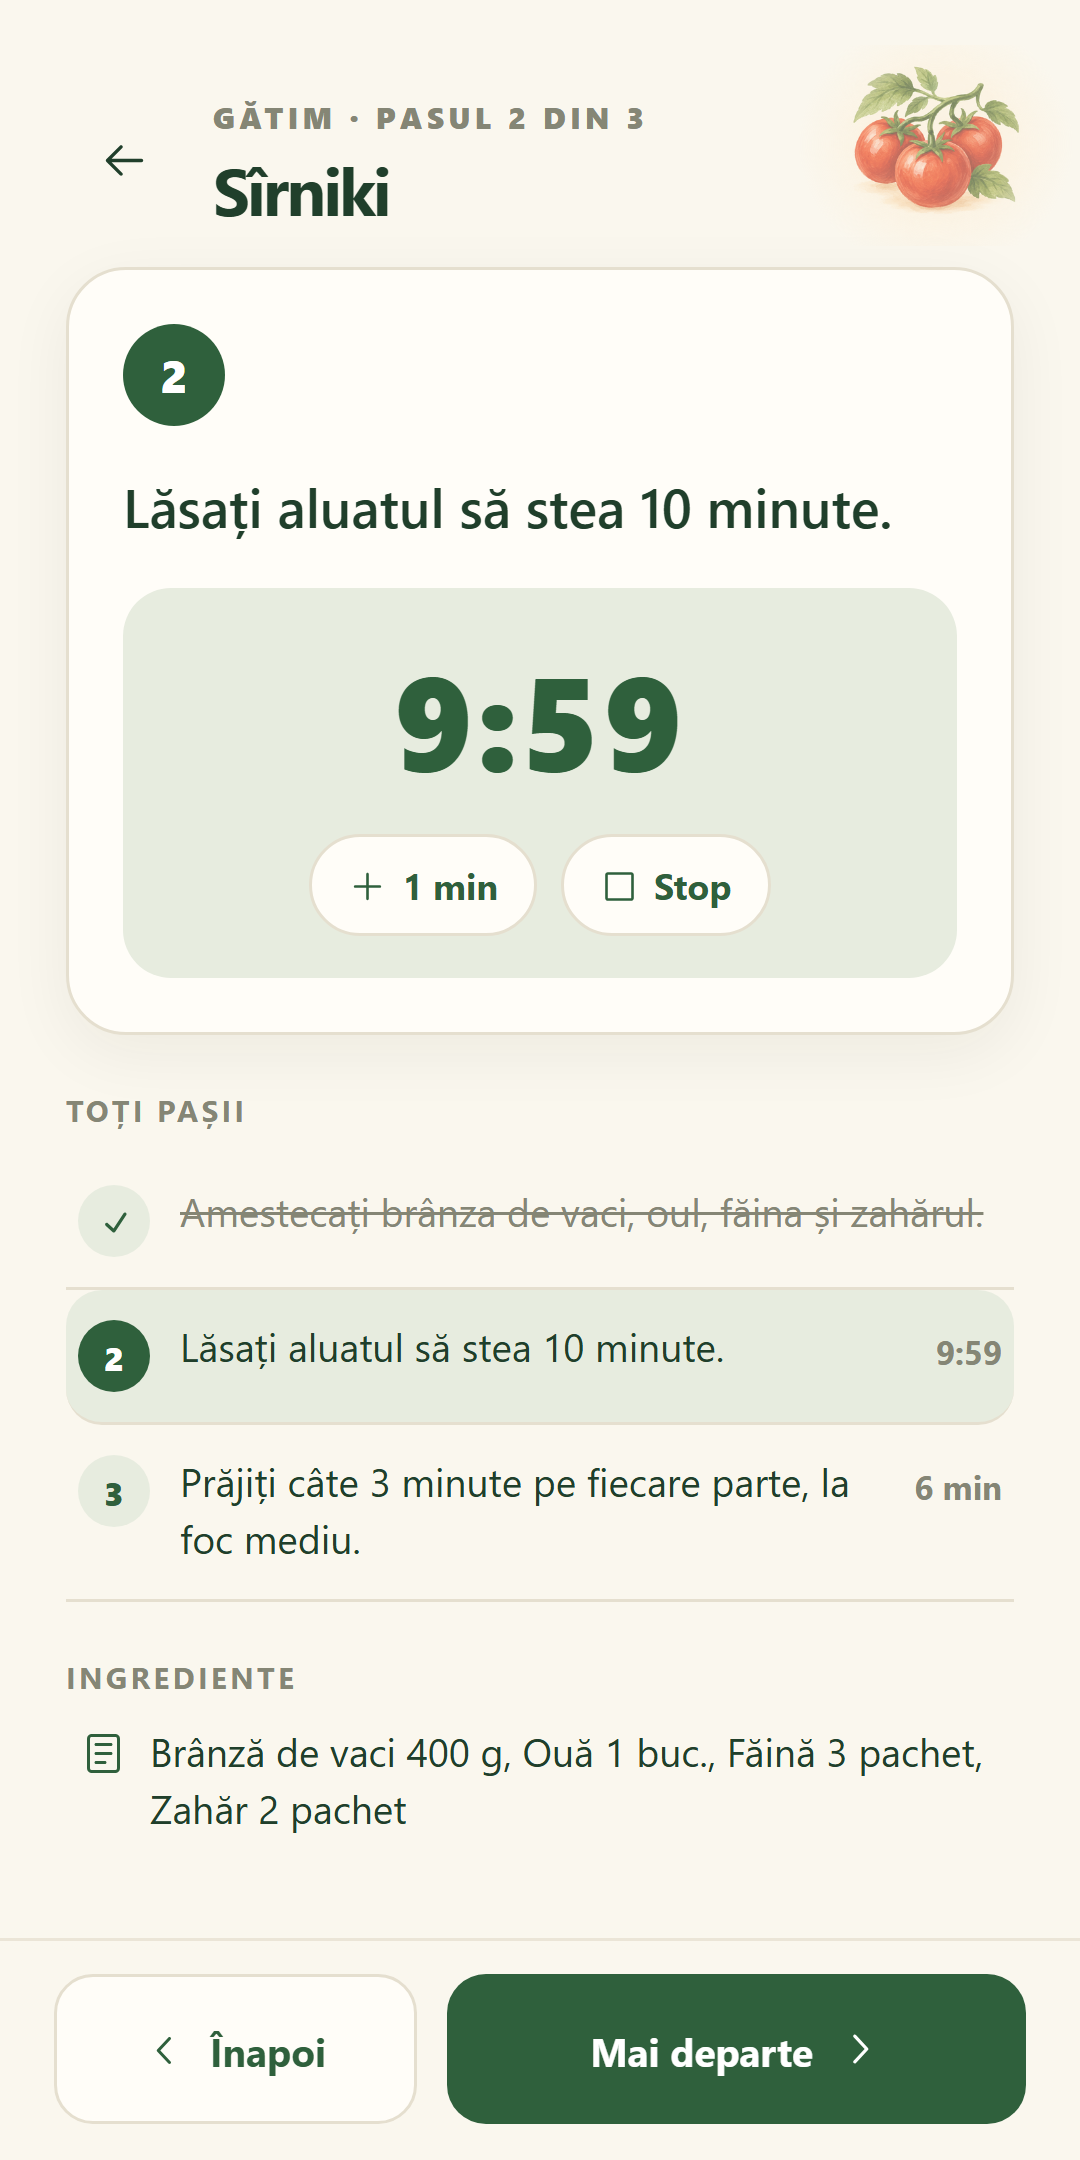 GĂTIM · PASUL 2 DIN 3
Sîrniki
2
Lăsați aluatul să stea 10 minute.
9:59
1 min
Stop
TOȚI PAȘII
Amestecați brânza de vaci, oul, făina și zahărul.
2 Lăsați aluatul să stea 10 minute. 9:59
3 Prăjiți câte 3 minute pe fiecare parte, la 6 min
foc mediu.
INGREDIENTE
Brânză de vaci 400 g, Ouă 1 buc., Făină 3 pachet,
Zahăr 2 pachet
Înapoi
Mai departe